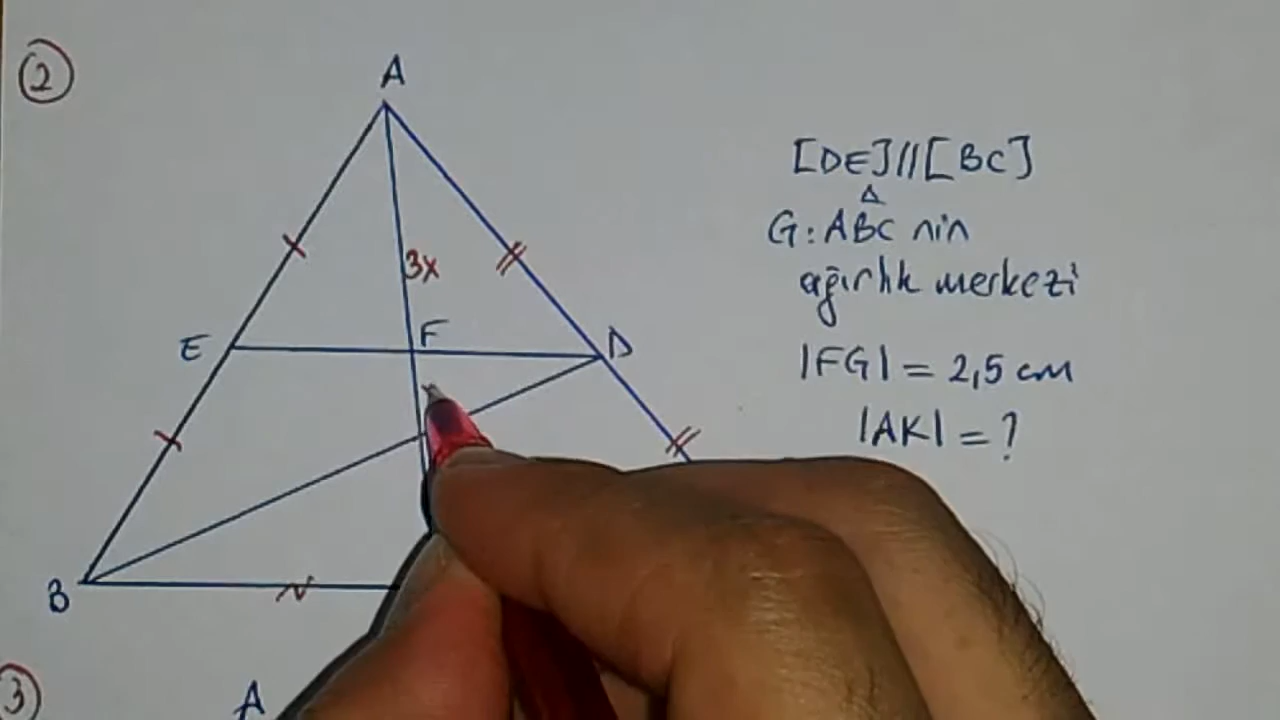 2
A
[DE]//[BC]
G: ABC nin
ağırlık merkezi
3x
E
F
D
|FG| = 2,5 cm
|AK| = ?
B
3
A